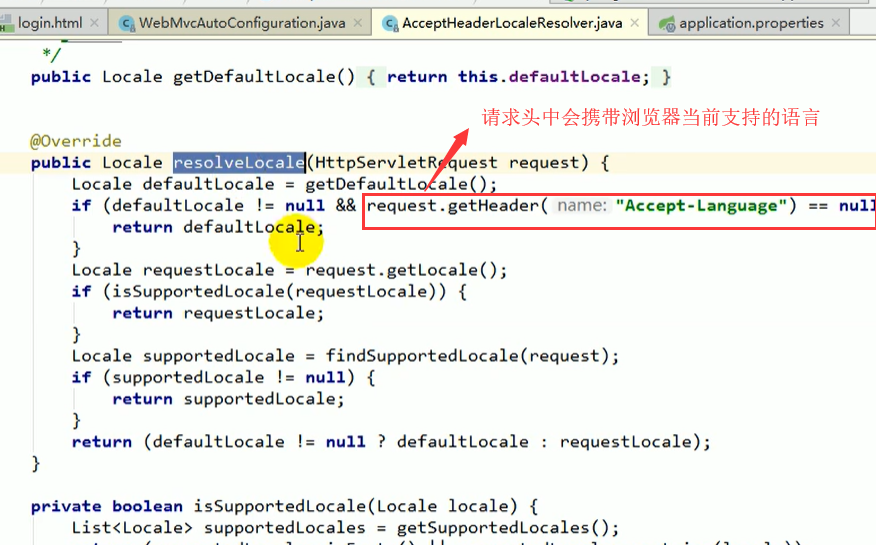 login.html WebMvcAutoConfiguration.java AcceptHeaderLocaleResolver.java application.properties
*/
public Locale getDefaultLocale() { return this.defaultLocale; }
请求头中会携带浏览器当前支持的语言
@Override
public Locale resolveLocale(HttpServletRequest request) {
Locale defaultLocale = getDefaultLocale();
if (defaultLocale != null && request.getHeader( name: "Accept-Language") == null
return defaultLocale;
}
Locale requestLocale = request.getLocale();
if (isSupportedLocale(requestLocale)) {
return requestLocale;
}
Locale supportedLocale = findSupportedLocale(request);
if (supportedLocale != null) {
return supportedLocale;
}
return (defaultLocale != null ? defaultLocale : requestLocale);
}
private boolean isSupportedLocale(Locale locale) {
List<Locale> supportedLocales = getSupportedLocales();